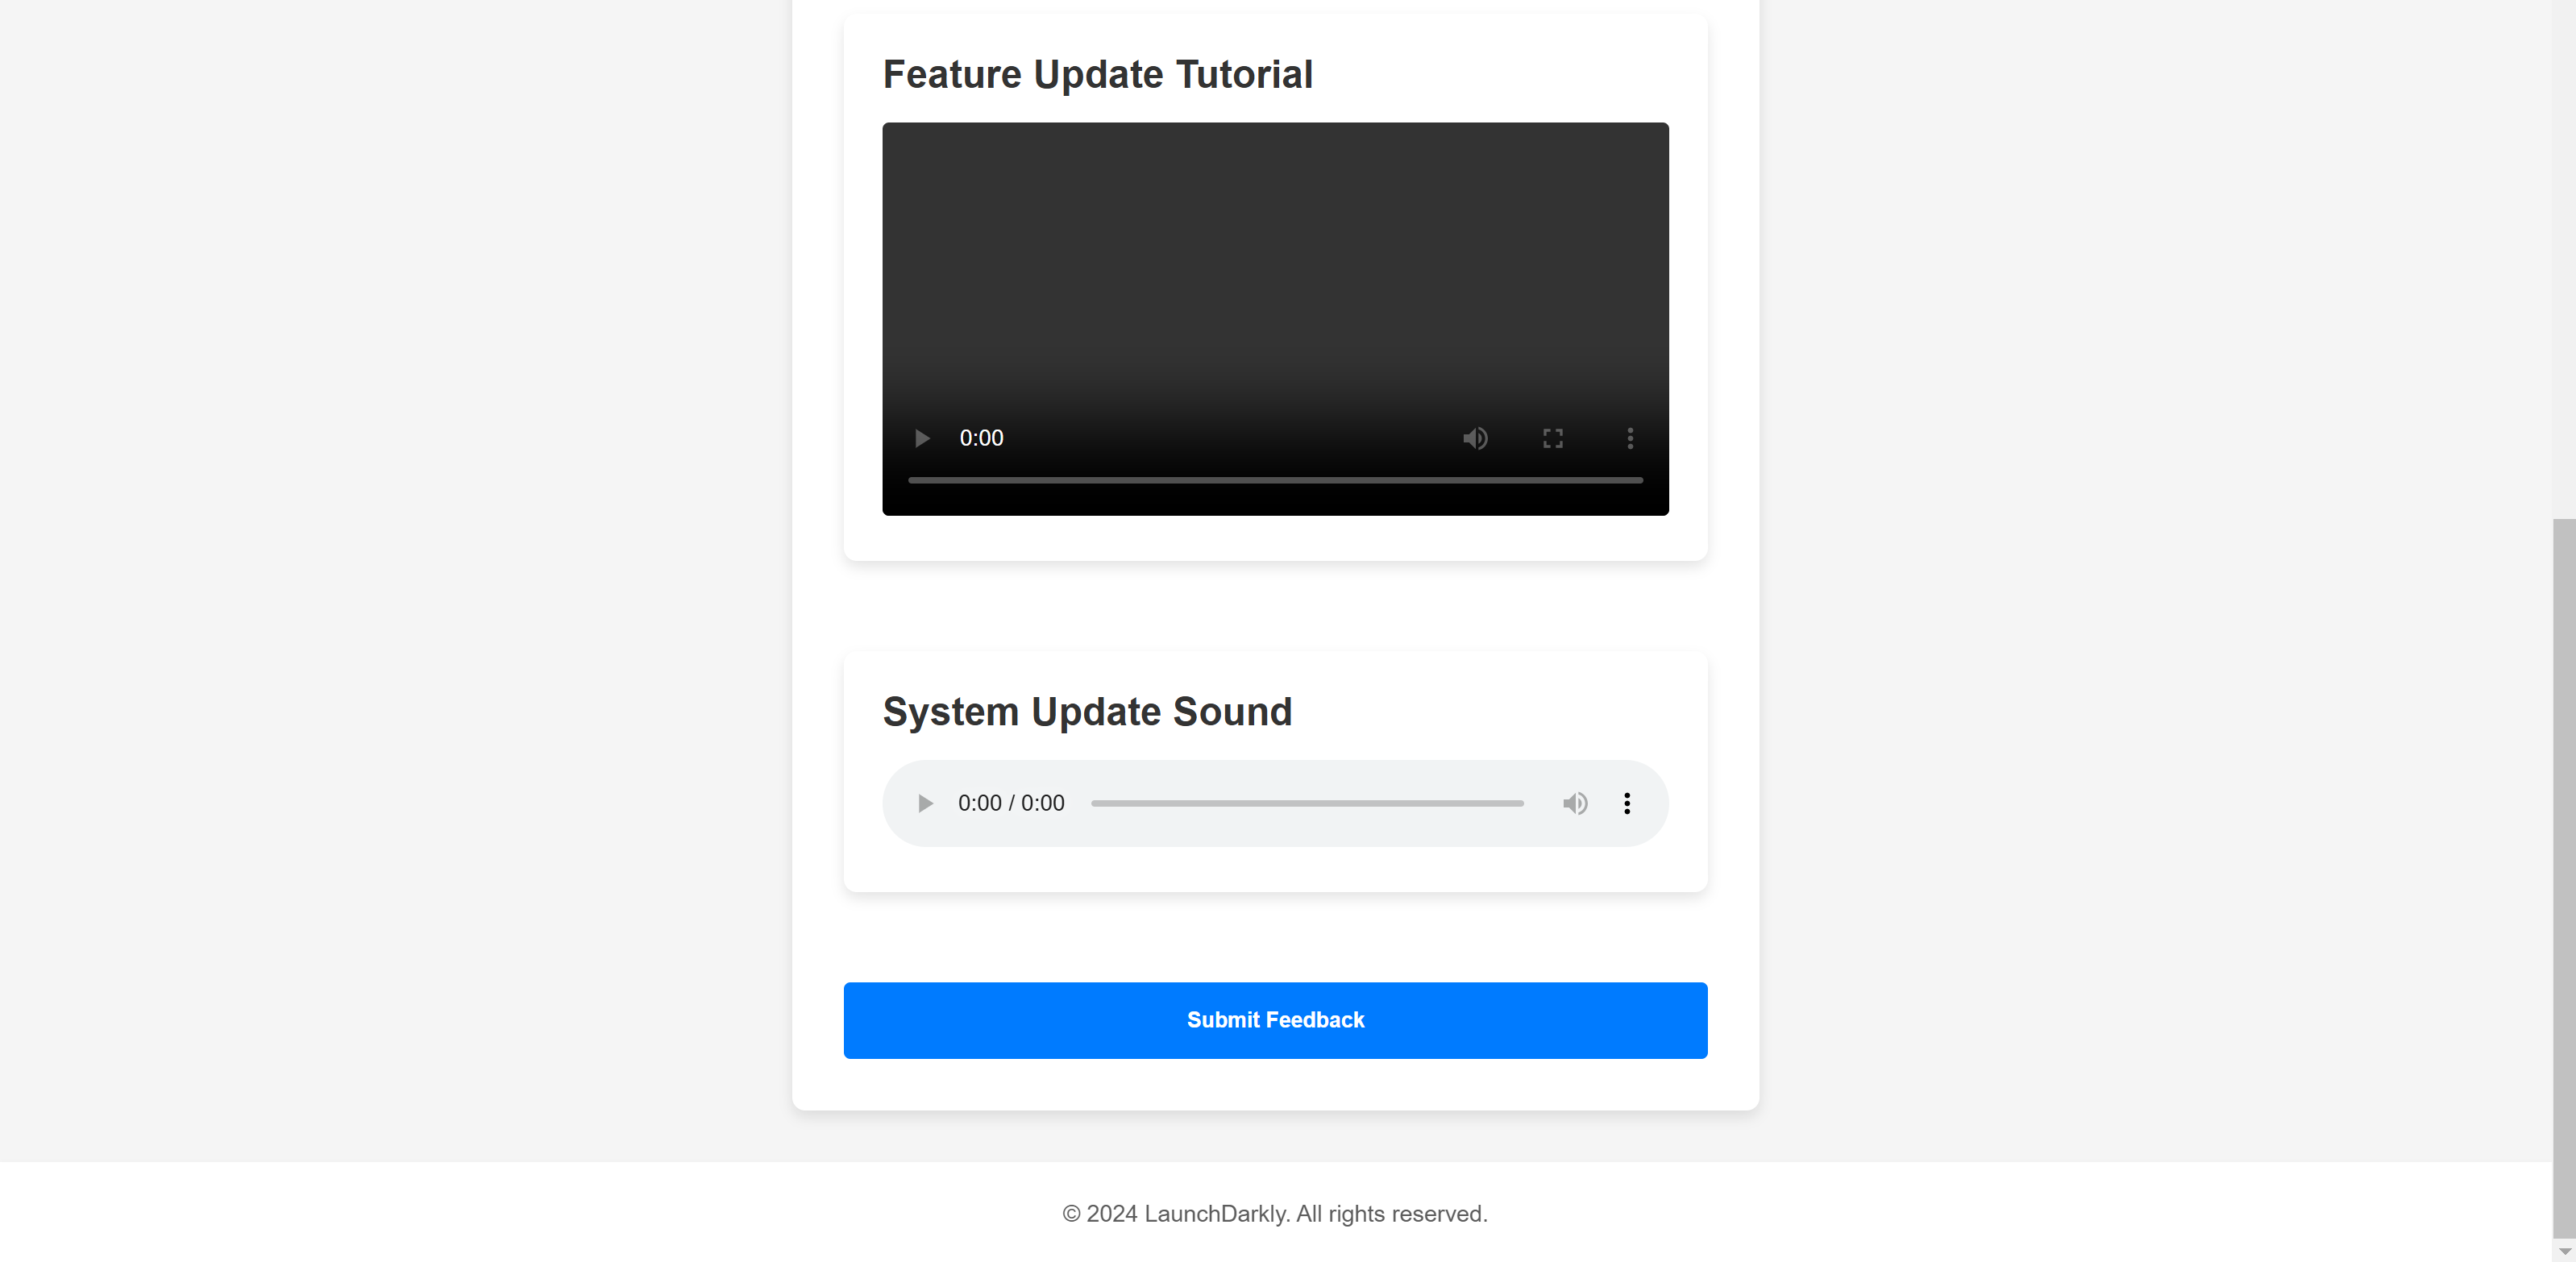 Feature Update Tutorial
0:00
System Update Sound
0:00 / 0:00
Submit Feedback
© 2024 LaunchDarkly. All rights reserved.